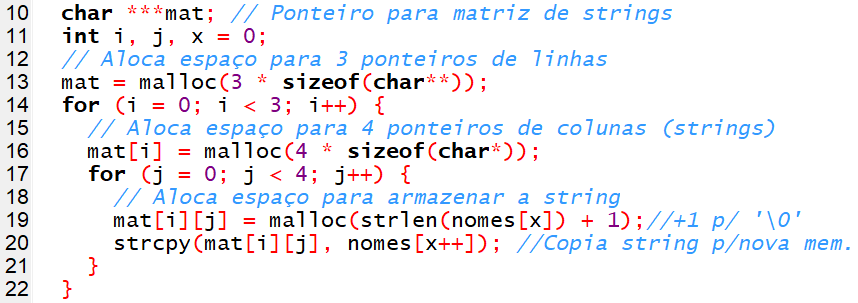 10 char ***mat; // Ponteiro para matriz de strings
11 int i, j, x = 0;
12 // Aloca espaço para 3 ponteiros de linhas
13 mat = malloc(3 * sizeof(char**));
14 for (i = 0; i < 3; i++) {
15 // Aloca espaço para 4 ponteiros de colunas (strings)
16 mat[i] = malloc(4 * sizeof(char*));
17 for (j = 0; j < 4; j++) {
18 // Aloca espaço para armazenar a string
19 mat[i][j] = malloc(strlen(nomes[x]) + 1);//+1 p/ '\0'
20 strcpy(mat[i][j], nomes[x++]); //Copia string p/nova mem.
21 }
22 }